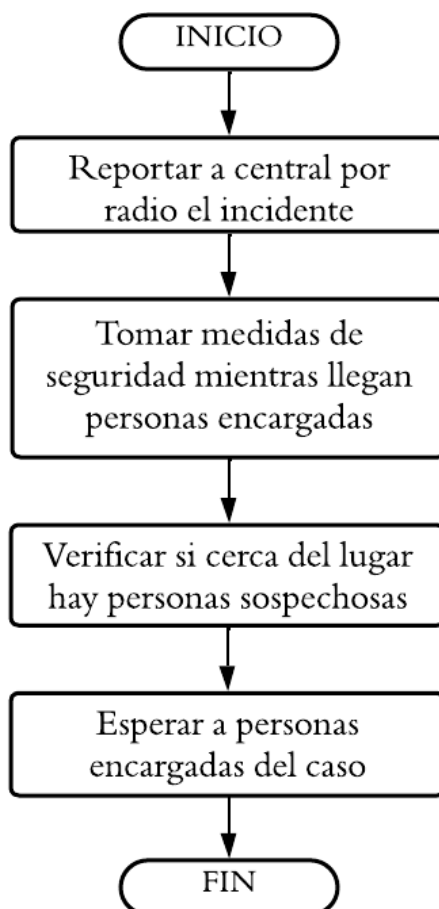 INICIO
Reportar a central por
radio el incidente
Tomar medidas de
seguridad mientras llegan
personas encargadas
Verificar si cerca del lugar
hay personas sospechosas
Esperar a personas
encargadas del caso
FIN